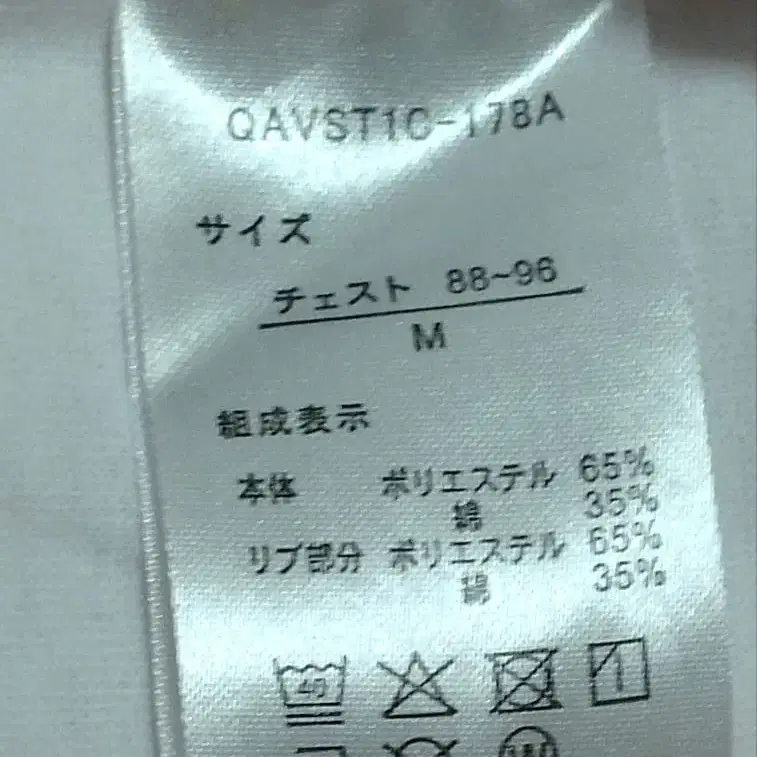 QAVST10-178A
サイズ
チェスト 88~96
M
組成表示
本体 ポリエステル 65%
綿 35%
リブ部分 ポリエステル 65%
綿 35%
40